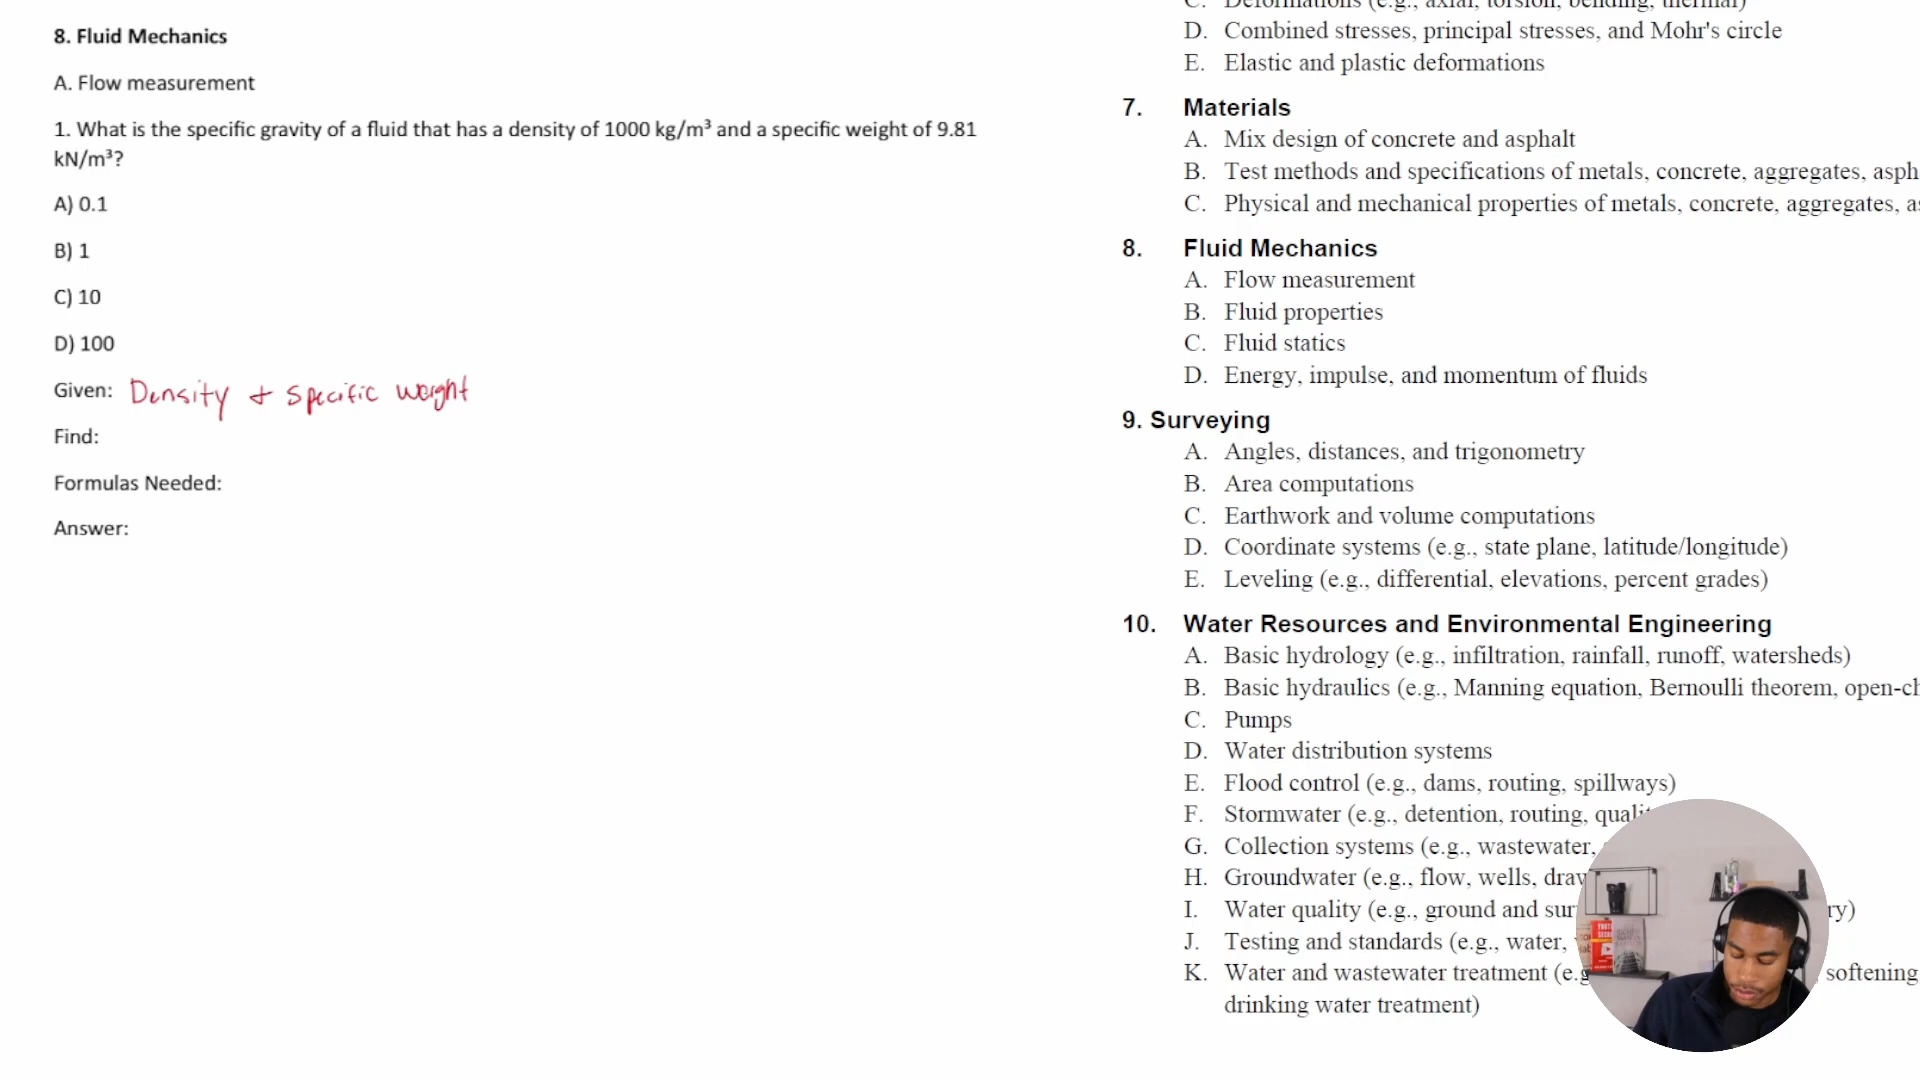 8. Fluid Mechanics
A. Flow measurement
1. What is the specific gravity of a fluid that has a density of 1000 kg/m³ and a specific weight of 9.81
kN/m³?
A) 0.1
B) 1
C) 10
D) 100
Given: Density + specific weight
Find:
Formulas Needed:
Answer:
C. Deformations (e.g., axial, torsion, bending, thermal)
D. Combined stresses, principal stresses, and Mohr's circle
E. Elastic and plastic deformations
7. Materials
A. Mix design of concrete and asphalt
B. Test methods and specifications of metals, concrete, aggregates, asph
C. Physical and mechanical properties of metals, concrete, aggregates, a
8. Fluid Mechanics
A. Flow measurement
B. Fluid properties
C. Fluid statics
D. Energy, impulse, and momentum of fluids
9. Surveying
A. Angles, distances, and trigonometry
B. Area computations
C. Earthwork and volume computations
D. Coordinate systems (e.g., state plane, latitude/longitude)
E. Leveling (e.g., differential, elevations, percent grades)
10. Water Resources and Environmental Engineering
A. Basic hydrology (e.g., infiltration, rainfall, runoff, watersheds)
B. Basic hydraulics (e.g., Manning equation, Bernoulli theorem, open-ch
C. Pumps
D. Water distribution systems
E. Flood control (e.g., dams, routing, spillways)
F. Stormwater (e.g., detention, routing, quali
G. Collection systems (e.g., wastewater,
H. Groundwater (e.g., flow, wells, draw
I. Water quality (e.g., ground and sur ry)
J. Testing and standards (e.g., water,
K. Water and wastewater treatment (e.g softening
drinking water treatment)